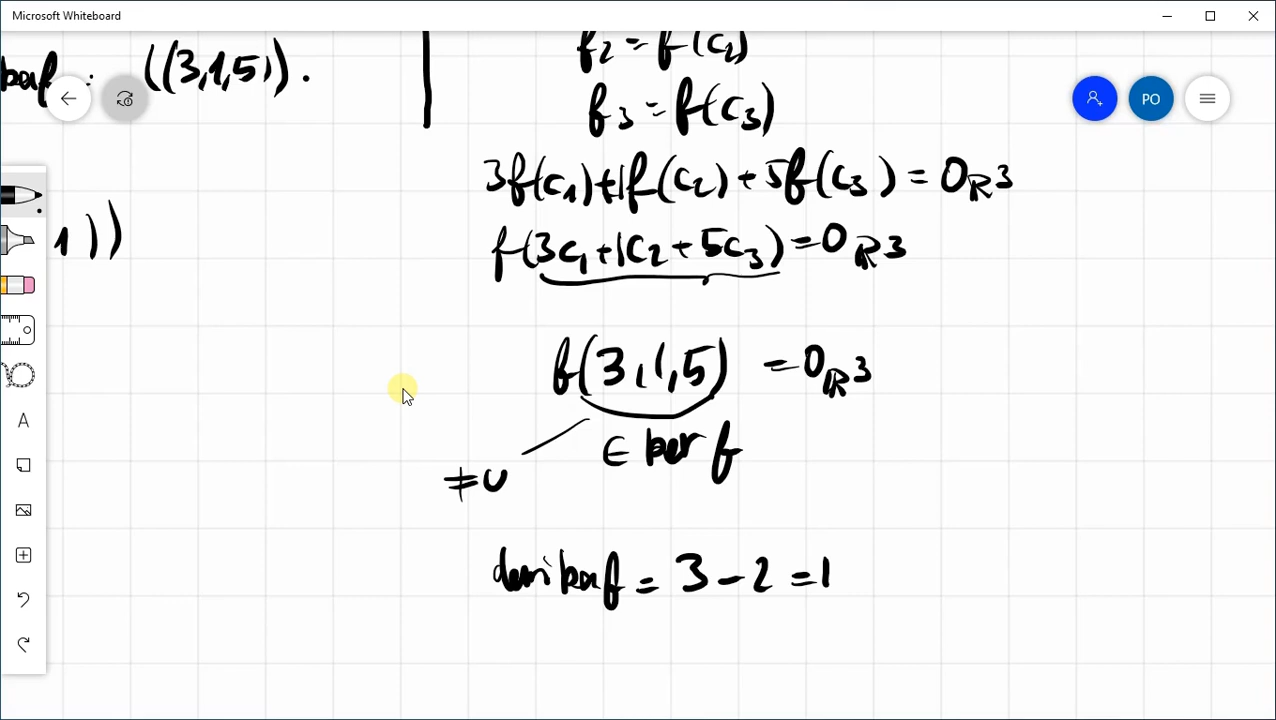 Microsoft Whiteboard
ker f : ((3,1,5)).
1))
f₂ = f(c₂)
f₃ = f(c₃)
3f(c₁)+1f(c₂)+5f(c₃) = 0ℝ3
f(3c₁+1c₂+5c₃) = 0ℝ3
f(3,1,5) = 0ℝ3
∈ ker f
≠0
dim ker f = 3 - 2 = 1
PO
A